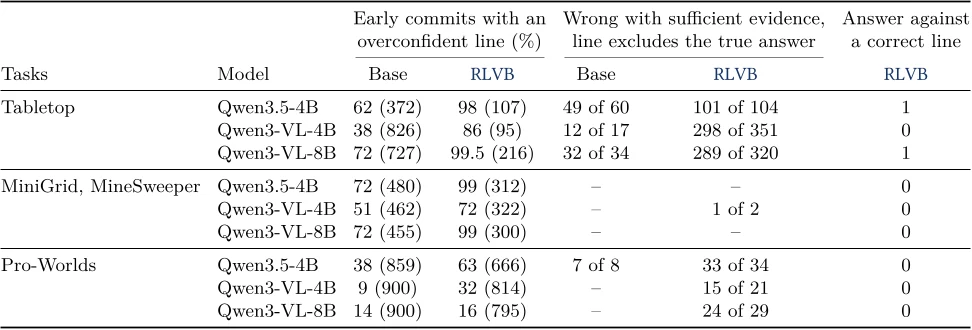 Early commits with an Wrong with sufficient evidence, Answer against
overconfident line (%) line excludes the true answer a correct line
Tasks Model Base RLVB Base RLVB RLVB
Tabletop Qwen3.5-4B 62 (372) 98 (107) 49 of 60 101 of 104 1
Qwen3-VL-4B 38 (826) 86 (95) 12 of 17 298 of 351 0
Qwen3-VL-8B 72 (727) 99.5 (216) 32 of 34 289 of 320 1
MiniGrid, MineSweeper Qwen3.5-4B 72 (480) 99 (312) – – 0
Qwen3-VL-4B 51 (462) 72 (322) – 1 of 2 0
Qwen3-VL-8B 72 (455) 99 (300) – – 0
Pro-Worlds Qwen3.5-4B 38 (859) 63 (666) 7 of 8 33 of 34 0
Qwen3-VL-4B 9 (900) 32 (814) – 15 of 21 0
Qwen3-VL-8B 14 (900) 16 (795) – 24 of 29 0